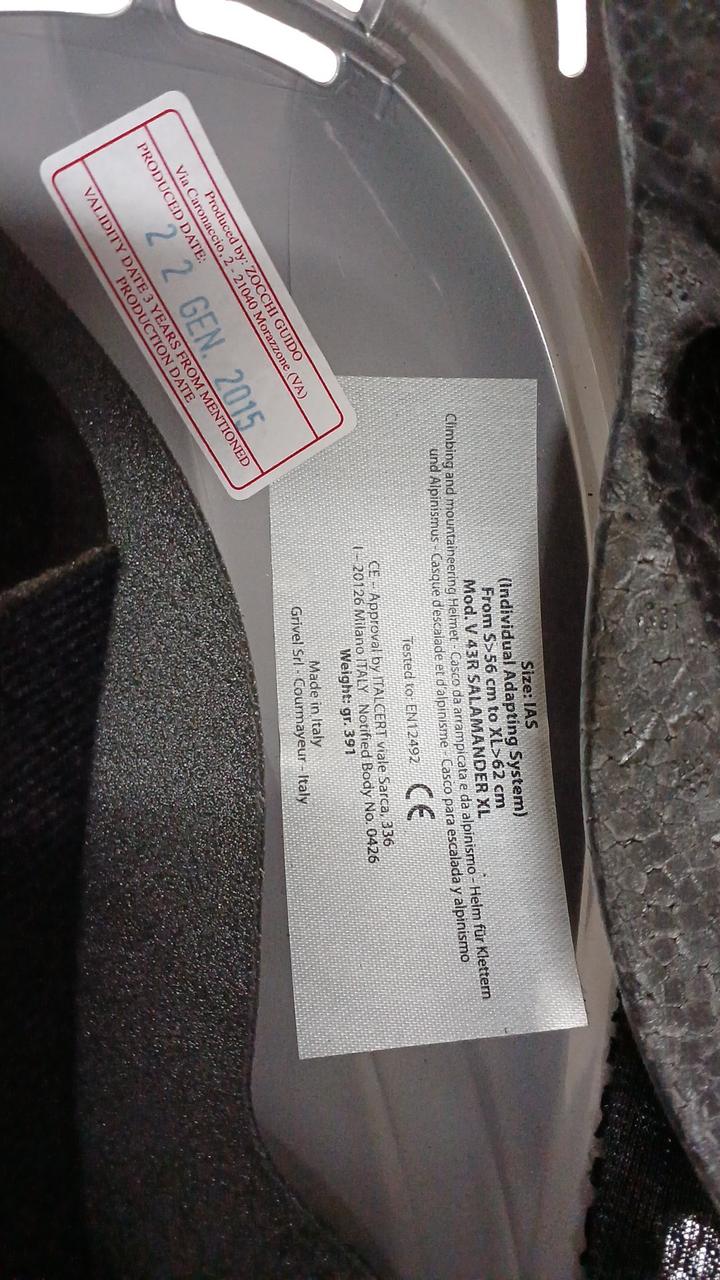 Produced by: ZOCCHI GUIDO
Via Caronaccio, 2 - 21040 Morazzone (VA)
PRODUCED DATE:
22 GEN. 2015
VALIDITY DATE 3 YEARS FROM MENTIONED
PRODUCTION DATE
Size: IAS
(Individual Adapting System)
From S>56 cm to XL>62 cm
Mod. V 43R SALAMANDER XL
Climbing and mountaineering Helmet - Casco da arrampicata e da alpinismo - Helm für Klettern
und Alpinismus - Casque d'escalade et d'alpinisme - Casco para escalada y alpinismo
Tested to: EN12492 CE
CE - Approval by ITALCERT viale Sarca, 336
I - 20126 Milano ITALY Notified Body No. 0426
Weight: gr. 391
Made in Italy
Grivel Srl - Courmayeur - Italy